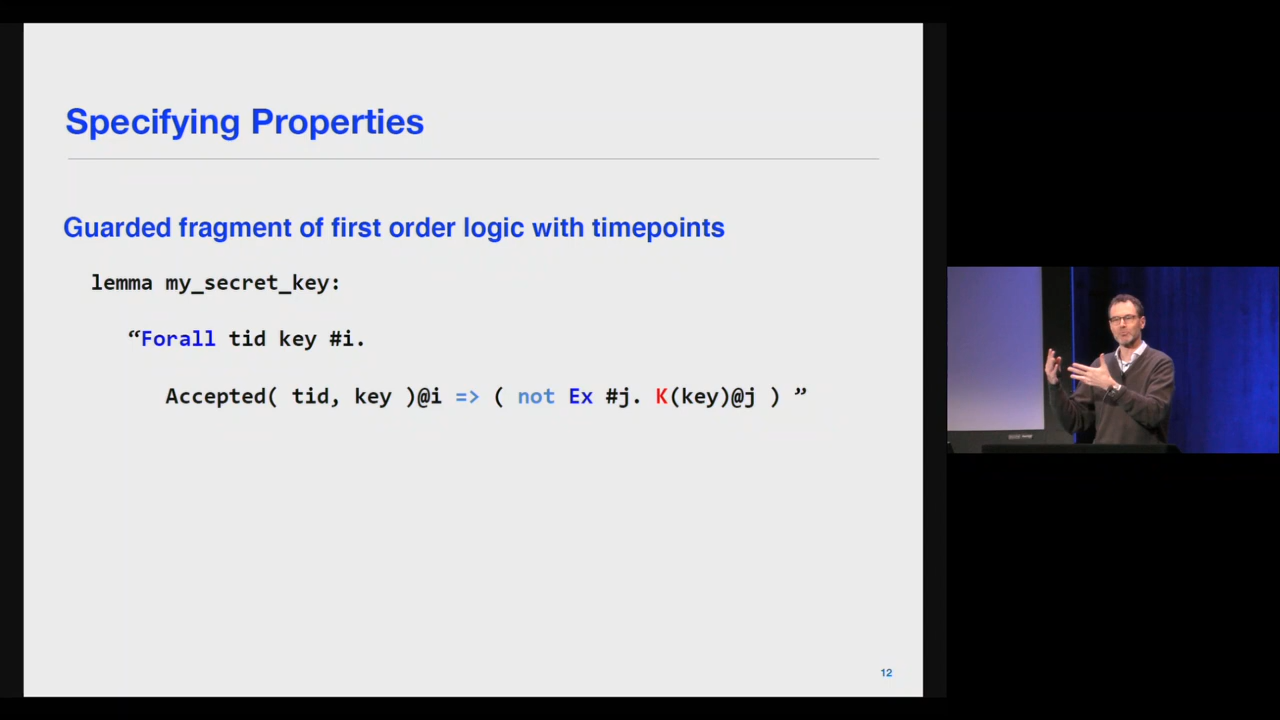 Specifying Properties
Guarded fragment of first order logic with timepoints
lemma my_secret_key:
“Forall tid key #i.
Accepted( tid, key )@i => ( not Ex #j. K(key)@j ) ”
12